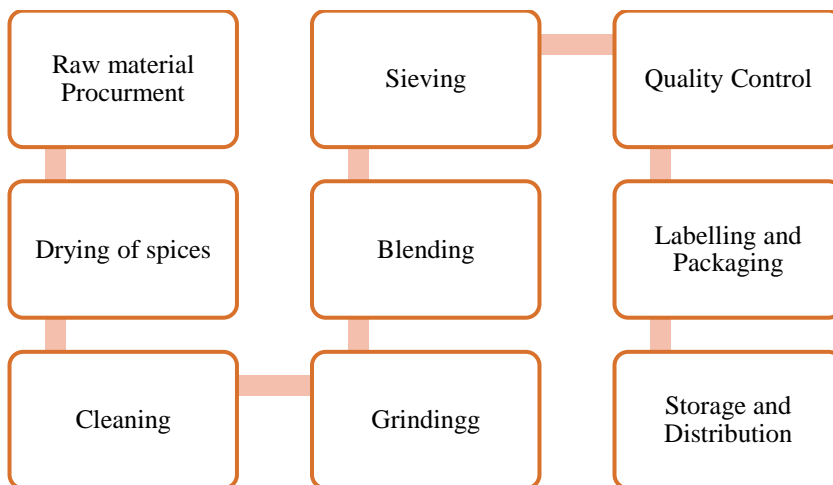 Raw material
Procurment
Drying of spices
Cleaning
Grindingg
Blending
Sieving
Quality Control
Labelling and
Packaging
Storage and
Distribution